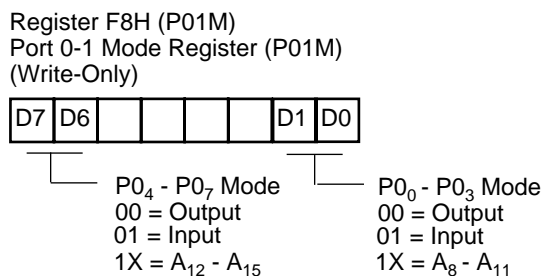 Register F8H (P01M)
Port 0-1 Mode Register (P01M)
(Write-Only)
D7 D6 D1 D0
P0₄ - P0₇ Mode
00 = Output
01 = Input
1X = A₁₂ - A₁₅
P0₀ - P0₃ Mode
00 = Output
01 = Input
1X = A₈ - A₁₁